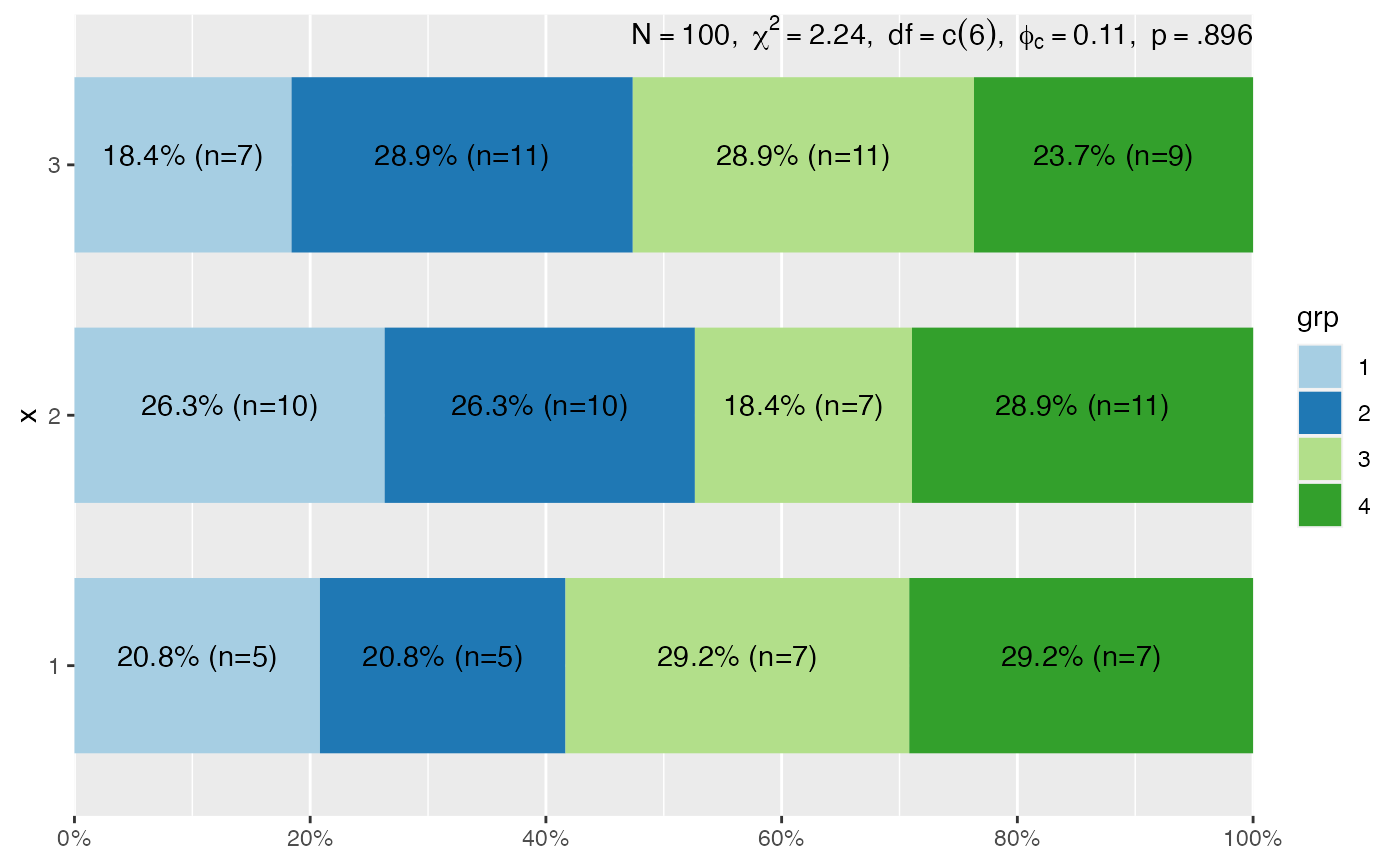 N = 100, χ² = 2.24, df = c(6), ϕc = 0.11, p = .896
3
18.4% (n=7) 28.9% (n=11) 28.9% (n=11) 23.7% (n=9)
grp
1
2
3
4
x
2
26.3% (n=10) 26.3% (n=10) 18.4% (n=7) 28.9% (n=11)
1
20.8% (n=5) 20.8% (n=5) 29.2% (n=7) 29.2% (n=7)
0% 20% 40% 60% 80% 100%